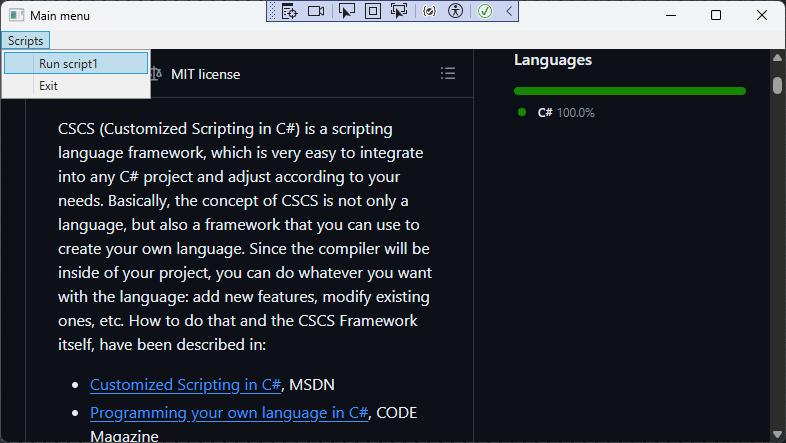 Main menu
Scripts
Run script1
Exit
MIT license
CSCS (Customized Scripting in C#) is a scripting
language framework, which is very easy to integrate
into any C# project and adjust according to your
needs. Basically, the concept of CSCS is not only a
language, but also a framework that you can use to
create your own language. Since the compiler will be
inside of your project, you can do whatever you want
with the language: add new features, modify existing
ones, etc. How to do that and the CSCS Framework
itself, have been described in:
• Customized Scripting in C#, MSDN
• Programming your own language in C#, CODE
Magazine
Languages
C# 100.0%